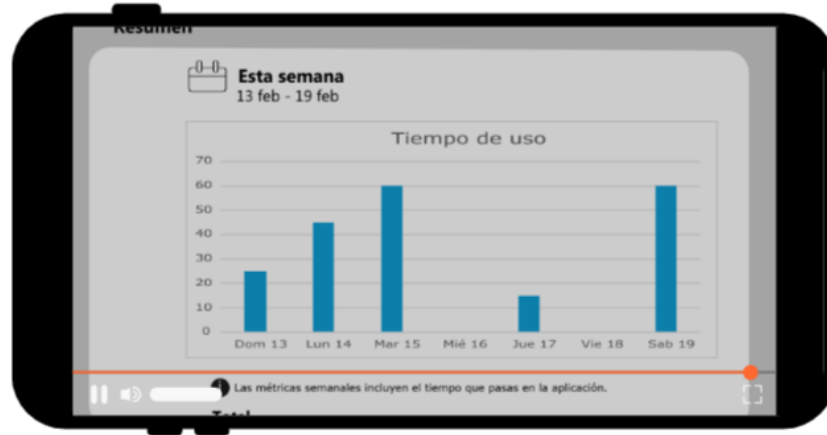 Resumen
Esta semana
13 feb - 19 feb
Tiempo de uso
70
60
50
40
30
20
10
0
Dom 13 Lun 14 Mar 15 Mié 16 Jue 17 Vie 18 Sab 19
Las métricas semanales incluyen el tiempo que pasas en la aplicación.
Total